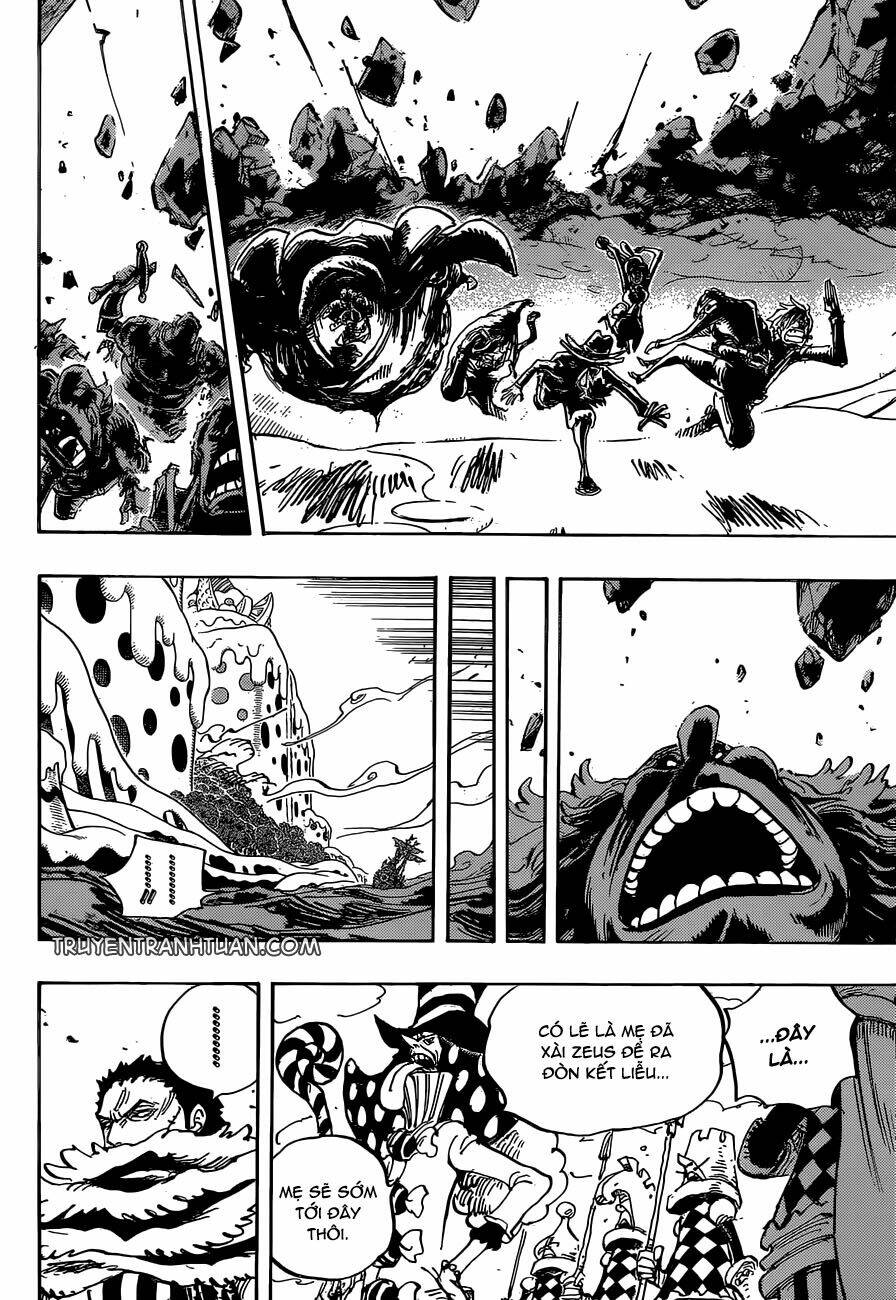 TRUYENTRANHTUAN.COM
...ĐÂY
LÀ...
CÓ LẼ LÀ MẸ ĐÃ
XÀI ZEUS ĐỂ RA
ĐÒN KẾT LIỄU...
MẸ SẼ SỚM
TỚI ĐÂY
THÔI.